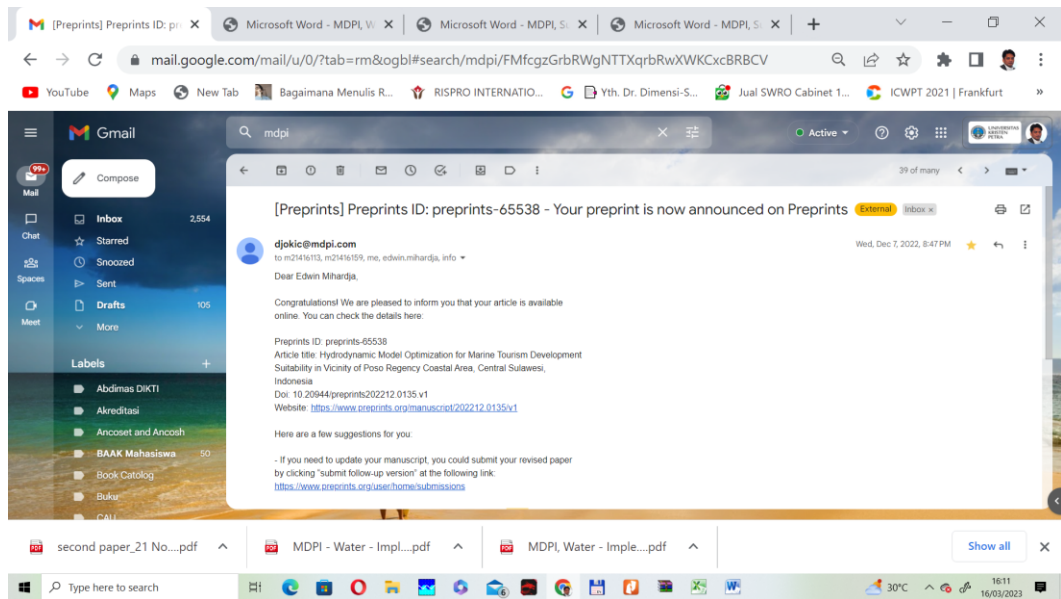 [Preprints] Preprints ID: pr
Microsoft Word - MDPI, W
Microsoft Word - MDPI, S
Microsoft Word - MDPI, S
mail.google.com/mail/u/0/?tab=rm&ogbl#search/mdpi/FMfcgzGrbRWgNTTXqrbRwXWKCxcBRBCV
YouTube
Maps
New Tab
Bagaimana Menulis R...
RISPRO INTERNATIO...
Yth. Dr. Dimensi-S...
Jual SWRO Cabinet 1...
ICWPT 2021 | Frankfurt
»
Gmail
mdpi
Active
UNIVERSITAS
KRISTEN
PETRA
99+
Mail
Chat
Spaces
Meet
Compose
Inbox 2,554
Starred
Snoozed
Sent
Drafts 105
More
Labels +
Abdimas DIKTI
Akreditasi
Ancoset and Ancosh
BAAK Mahasiswa 50
Book Catolog
Buku
CALL
39 of many
[Preprints] Preprints ID: preprints-65538 - Your preprint is now announced on Preprints External Inbox x
djokic@mdpi.com Wed, Dec 7, 2022, 8:47 PM
to m21416113, m21416159, me, edwin.mihardja, info
Dear Edwin Mihardja,
Congratulations! We are pleased to inform you that your article is available
online. You can check the details here:
Preprints ID: preprints-65538
Article title: Hydrodynamic Model Optimization for Marine Tourism Development
Suitability in Vicinity of Poso Regency Coastal Area, Central Sulawesi,
Indonesia
Doi: 10.20944/preprints202212.0135.v1
Website: https://www.preprints.org/manuscript/202212.0135/v1
Here are a few suggestions for you:
- If you need to update your manuscript, you could submit your revised paper
by clicking "submit follow-up version" at the following link:
https://www.preprints.org/user/home/submissions
second paper_21 No....pdf
MDPI - Water - Impl....pdf
MDPI, Water - Imple....pdf
Show all
Type here to search
30°C
16:11
16/03/2023